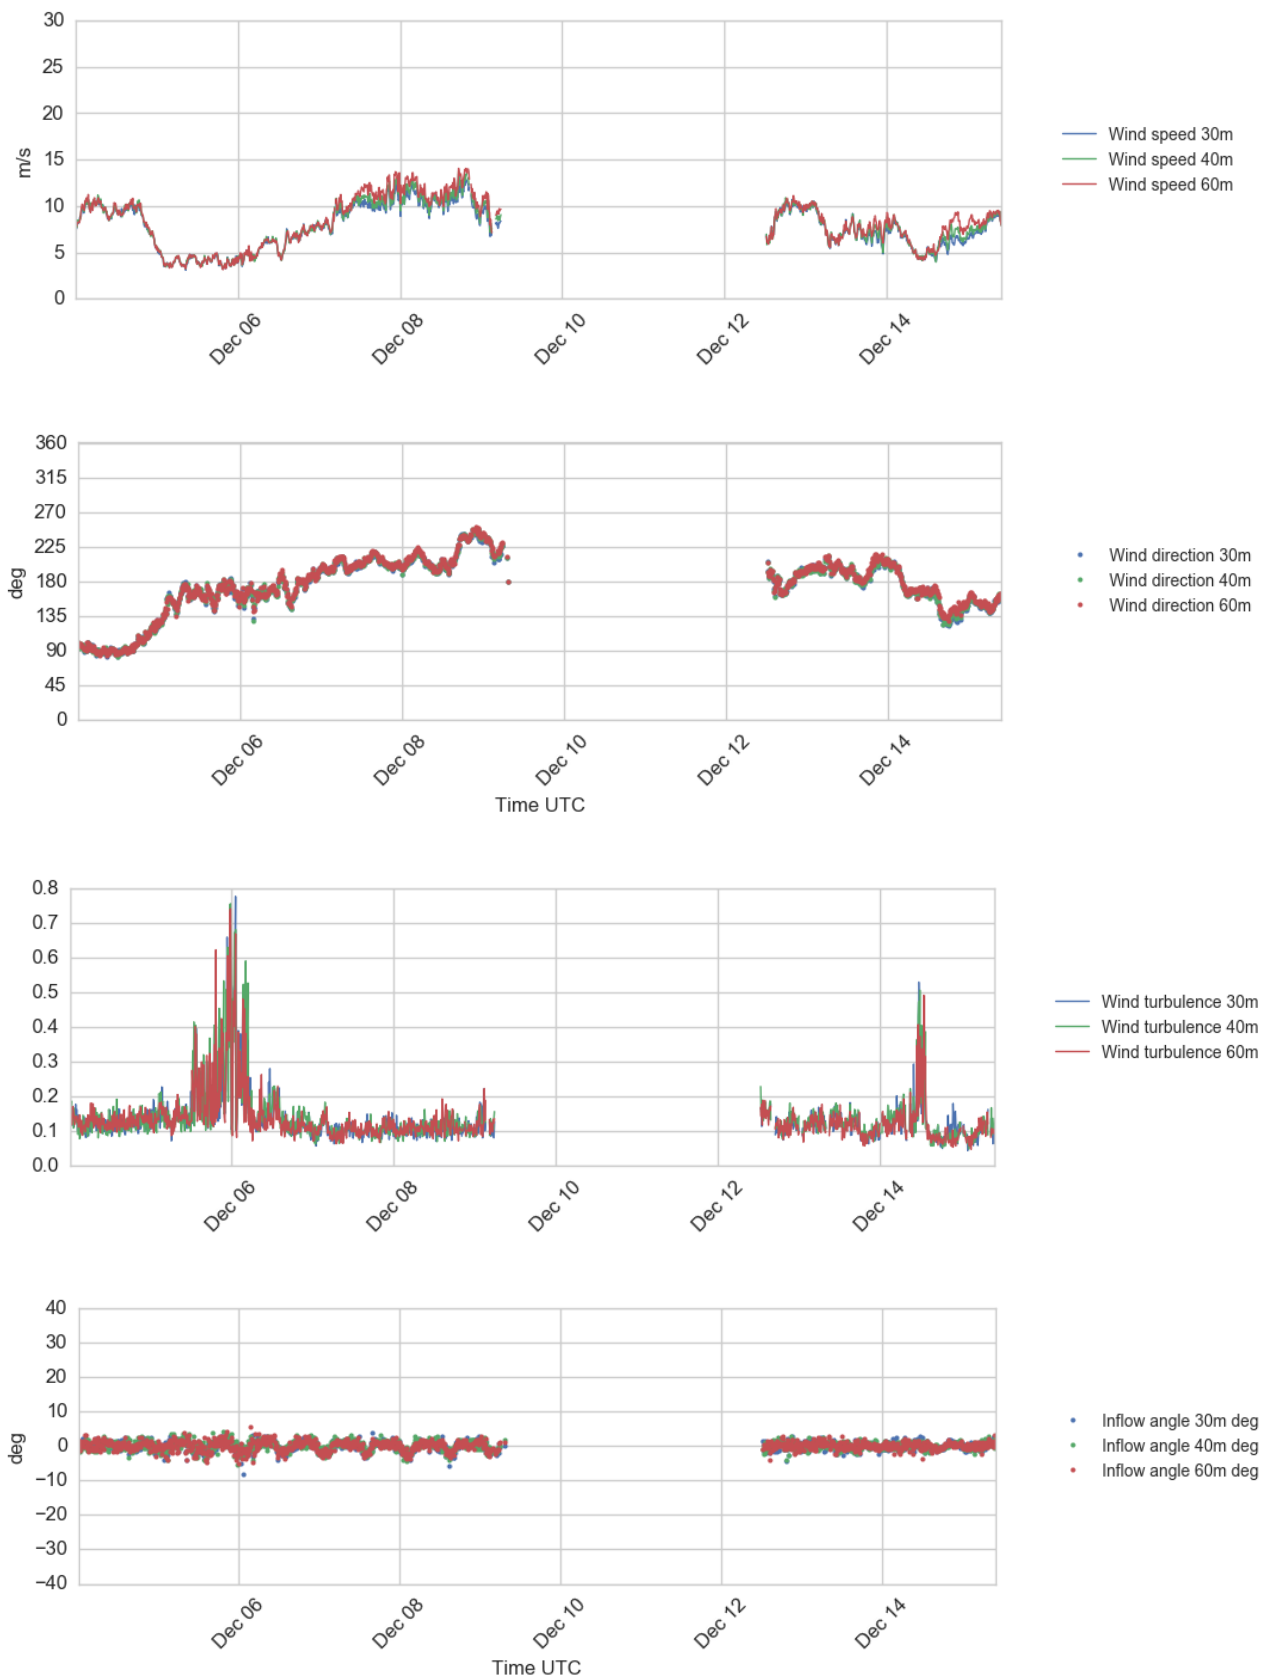 30
25
20
15
10
5
0
m/s
Dec 06
Dec 08
Dec 10
Dec 12
Dec 14
Wind speed 30m
Wind speed 40m
Wind speed 60m
360
315
270
225
180
135
90
45
0
deg
Dec 06
Dec 08
Dec 10
Dec 12
Dec 14
Time UTC
Wind direction 30m
Wind direction 40m
Wind direction 60m
0.8
0.7
0.6
0.5
0.4
0.3
0.2
0.1
0.0
Dec 06
Dec 08
Dec 10
Dec 12
Dec 14
Wind turbulence 30m
Wind turbulence 40m
Wind turbulence 60m
40
30
20
10
0
−10
−20
−30
−40
deg
Dec 06
Dec 08
Dec 10
Dec 12
Dec 14
Time UTC
Inflow angle 30m deg
Inflow angle 40m deg
Inflow angle 60m deg